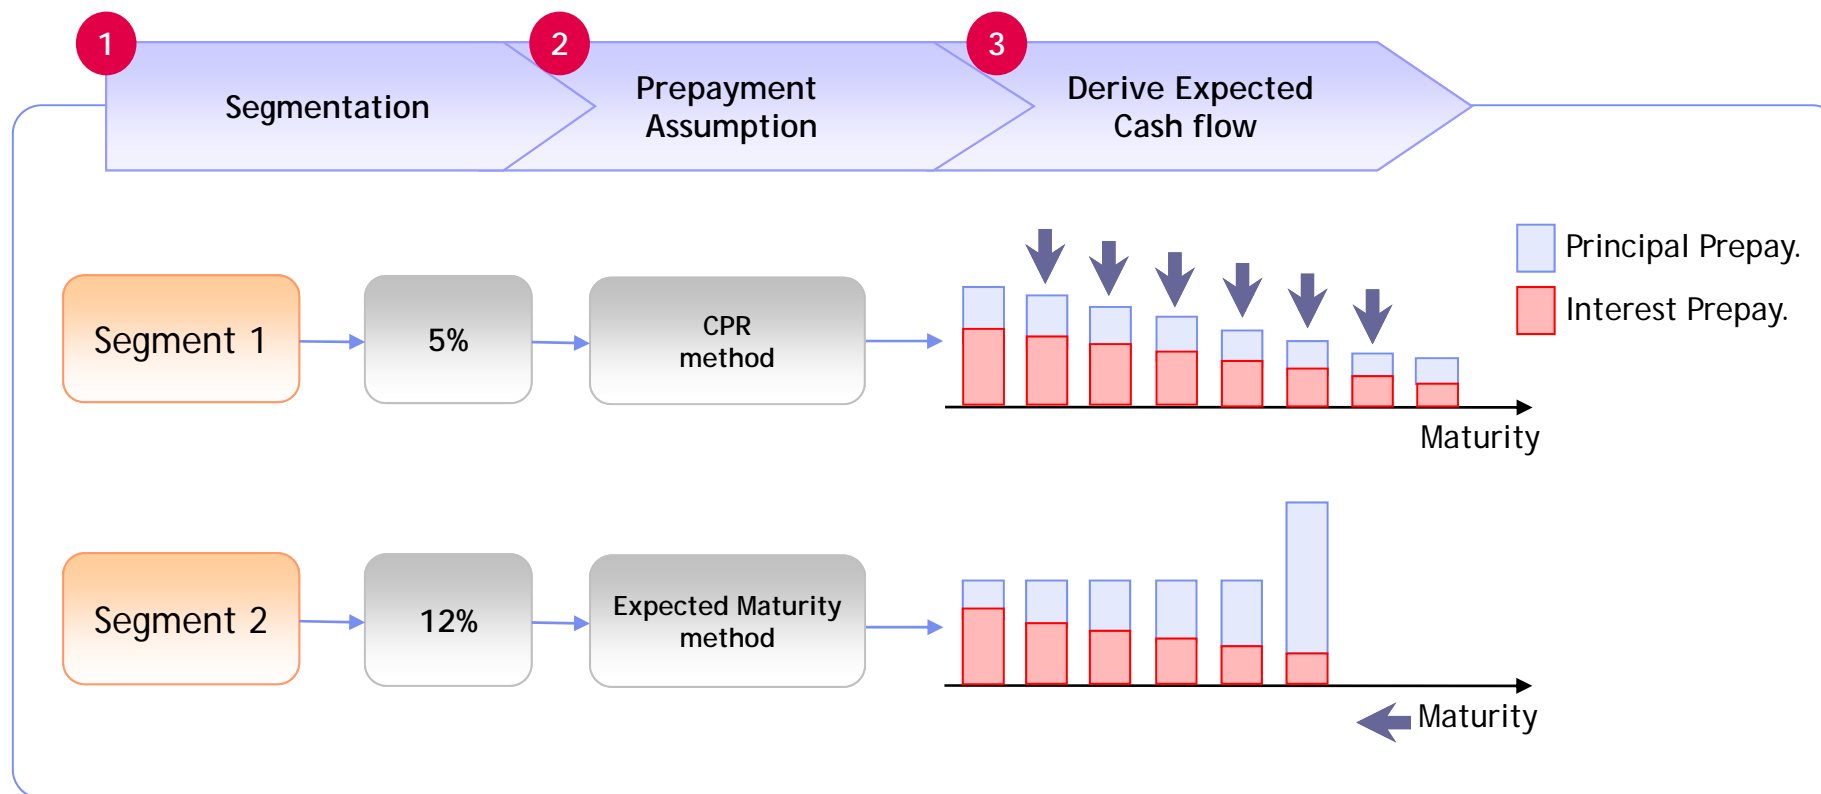 1
2
3
Segmentation
Prepayment
Assumption
Derive Expected
Cash flow
Principal Prepay.
Interest Prepay.
Segment 1
5%
CPR
method
Maturity
Segment 2
12%
Expected Maturity
method
Maturity